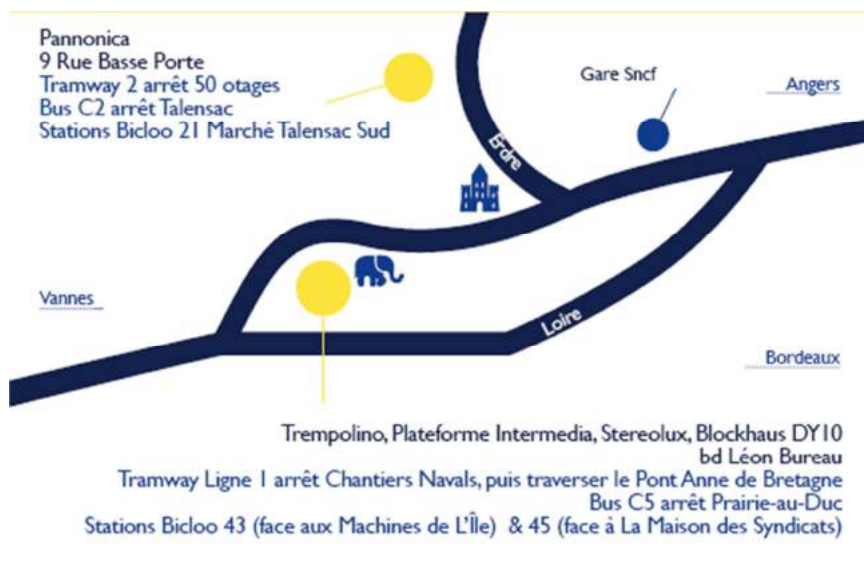 Pannonica
9 Rue Basse Porte
Tramway 2 arrêt 50 otages
Bus C2 arrêt Talensac
Stations Bicloo 21 Marché Talensac Sud
Gare Sncf
Angers
Erdre
Vannes
Loire
Bordeaux
Trempolino, Plateforme Intermedia, Stereolux, Blockhaus DY10
bd Léon Bureau
Tramway Ligne 1 arrêt Chantiers Navals, puis traverser le Pont Anne de Bretagne
Bus C5 arrêt Prairie-au-Duc
Stations Bicloo 43 (face aux Machines de L'Île) & 45 (face à La Maison des Syndicats)